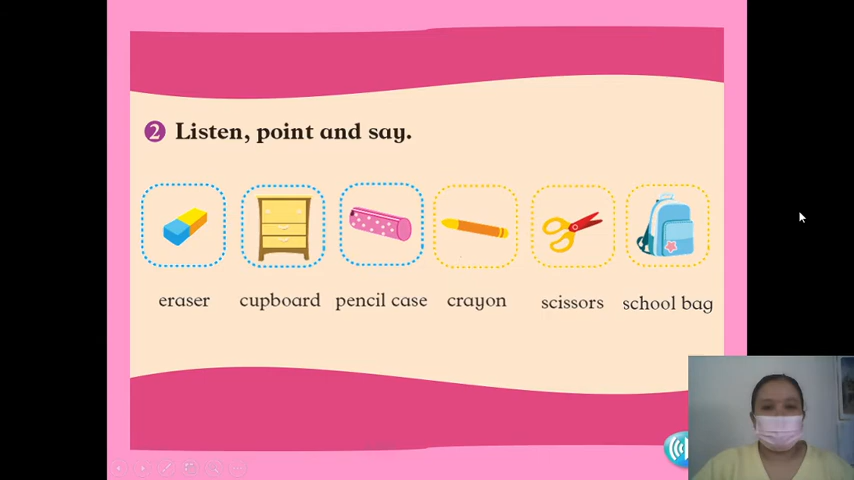 2 Listen, point and say.
eraser cupboard pencil case crayon scissors school bag